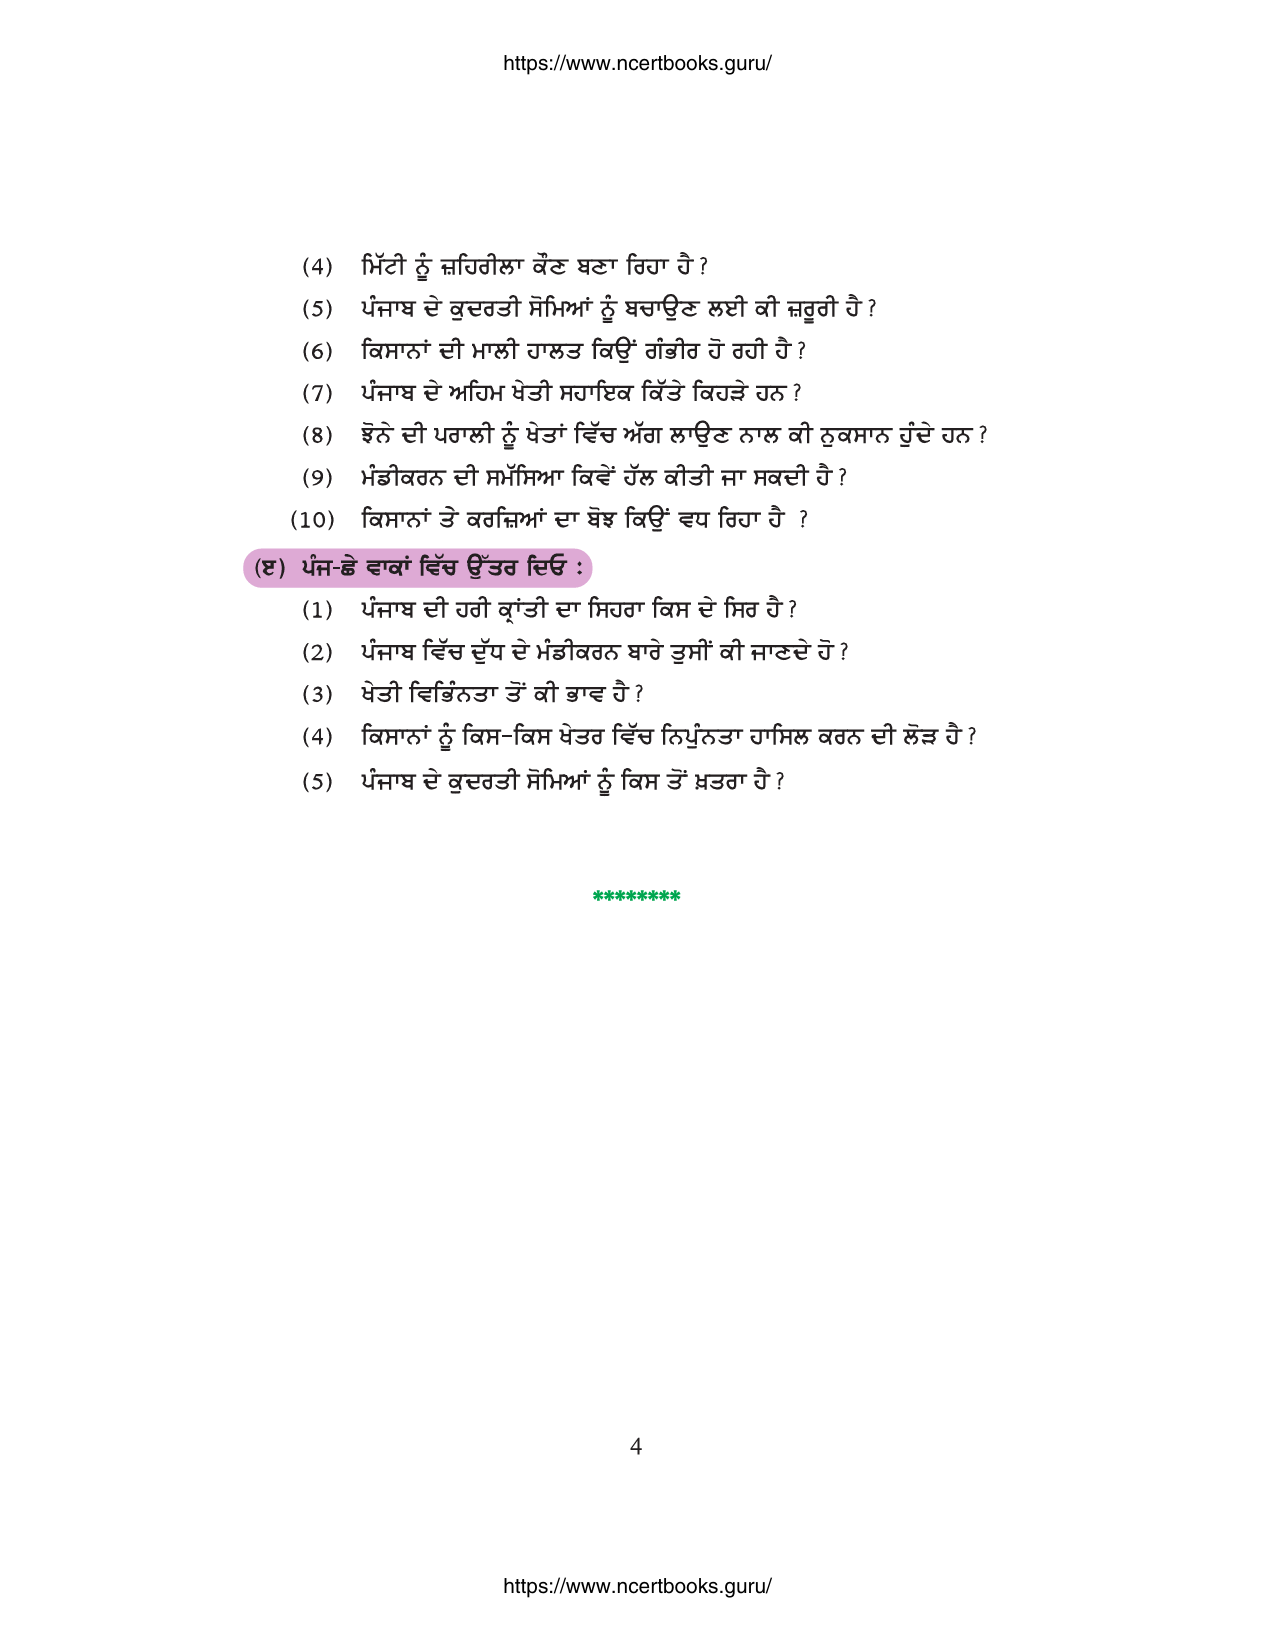 https://www.ncertbooks.guru/
(4) ਮਿੱਟੀ ਨੂੰ ਜ਼ਹਿਰੀਲਾ ਕੌਣ ਬਣਾ ਰਿਹਾ ਹੈ ?
(5) ਪੰਜਾਬ ਦੇ ਕੁਦਰਤੀ ਸੋਮਿਆਂ ਨੂੰ ਬਚਾਉਣ ਲਈ ਕੀ ਜ਼ਰੂਰੀ ਹੈ ?
(6) ਕਿਸਾਨਾਂ ਦੀ ਮਾਲੀ ਹਾਲਤ ਕਿਉਂ ਗੰਭੀਰ ਹੋ ਰਹੀ ਹੈ ?
(7) ਪੰਜਾਬ ਦੇ ਅਹਿਮ ਖੇਤੀ ਸਹਾਇਕ ਕਿੱਤੇ ਕਿਹੜੇ ਹਨ ?
(8) ਝੋਨੇ ਦੀ ਪਰਾਲੀ ਨੂੰ ਖੇਤਾਂ ਵਿੱਚ ਅੱਗ ਲਾਉਣ ਨਾਲ ਕੀ ਨੁਕਸਾਨ ਹੁੰਦੇ ਹਨ ?
(9) ਮੰਡੀਕਰਨ ਦੀ ਸਮੱਸਿਆ ਕਿਵੇਂ ਹੱਲ ਕੀਤੀ ਜਾ ਸਕਦੀ ਹੈ ?
(10) ਕਿਸਾਨਾਂ ਤੇ ਕਰਜ਼ਿਆਂ ਦਾ ਬੋਝ ਕਿਉਂ ਵਧ ਰਿਹਾ ਹੈ ?
(ੲ) ਪੰਜ-ਛੇ ਵਾਕਾਂ ਵਿੱਚ ਉੱਤਰ ਦਿਓ :
(1) ਪੰਜਾਬ ਦੀ ਹਰੀ ਕ੍ਰਾਂਤੀ ਦਾ ਸਿਹਰਾ ਕਿਸ ਦੇ ਸਿਰ ਹੈ ?
(2) ਪੰਜਾਬ ਵਿੱਚ ਦੁੱਧ ਦੇ ਮੰਡੀਕਰਨ ਬਾਰੇ ਤੁਸੀਂ ਕੀ ਜਾਣਦੇ ਹੋ ?
(3) ਖੇਤੀ ਵਿਭਿੰਨਤਾ ਤੋਂ ਕੀ ਭਾਵ ਹੈ ?
(4) ਕਿਸਾਨਾਂ ਨੂੰ ਕਿਸ-ਕਿਸ ਖੇਤਰ ਵਿੱਚ ਨਿਪੁੰਨਤਾ ਹਾਸਿਲ ਕਰਨ ਦੀ ਲੋੜ ਹੈ ?
(5) ਪੰਜਾਬ ਦੇ ਕੁਦਰਤੀ ਸੋਮਿਆਂ ਨੂੰ ਕਿਸ ਤੋਂ ਖ਼ਤਰਾ ਹੈ ?
********
4
https://www.ncertbooks.guru/